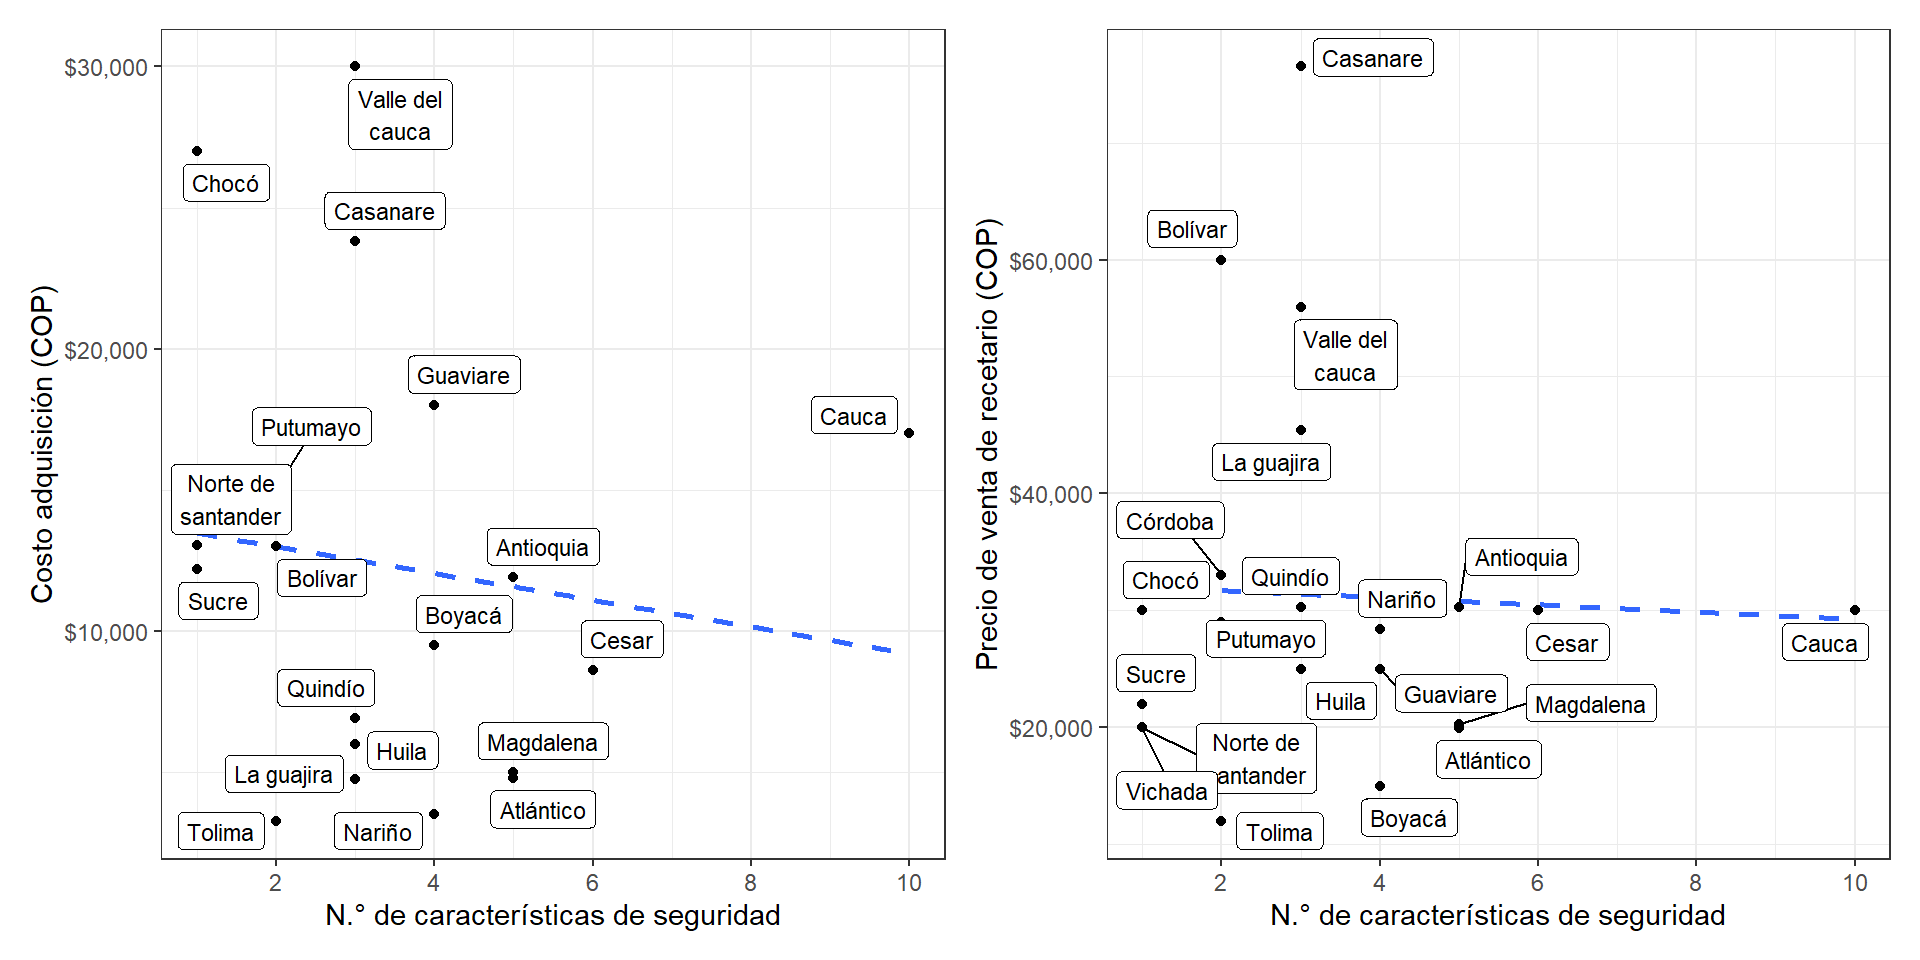 $30,000
$20,000
$10,000
Costo adquisición (COP)
Valle del
cauca
Chocó
Casanare
Guaviare
Cauca
Putumayo
Norte de
santander
Antioquia
Bolívar
Sucre
Boyacá
Cesar
Quindío
Magdalena
Huila
La guajira
Atlántico
Tolima
Nariño
2
4
6
8
10
N.° de características de seguridad
$60,000
$40,000
$20,000
Precio de venta de recetario (COP)
Casanare
Bolívar
Valle del
cauca
La guajira
Córdoba
Antioquia
Chocó
Quindío
Nariño
Putumayo
Cesar
Cauca
Sucre
Huila
Guaviare
Magdalena
Norte de
antander
Atlántico
Vichada
Boyacá
Tolima
2
4
6
8
10
N.° de características de seguridad